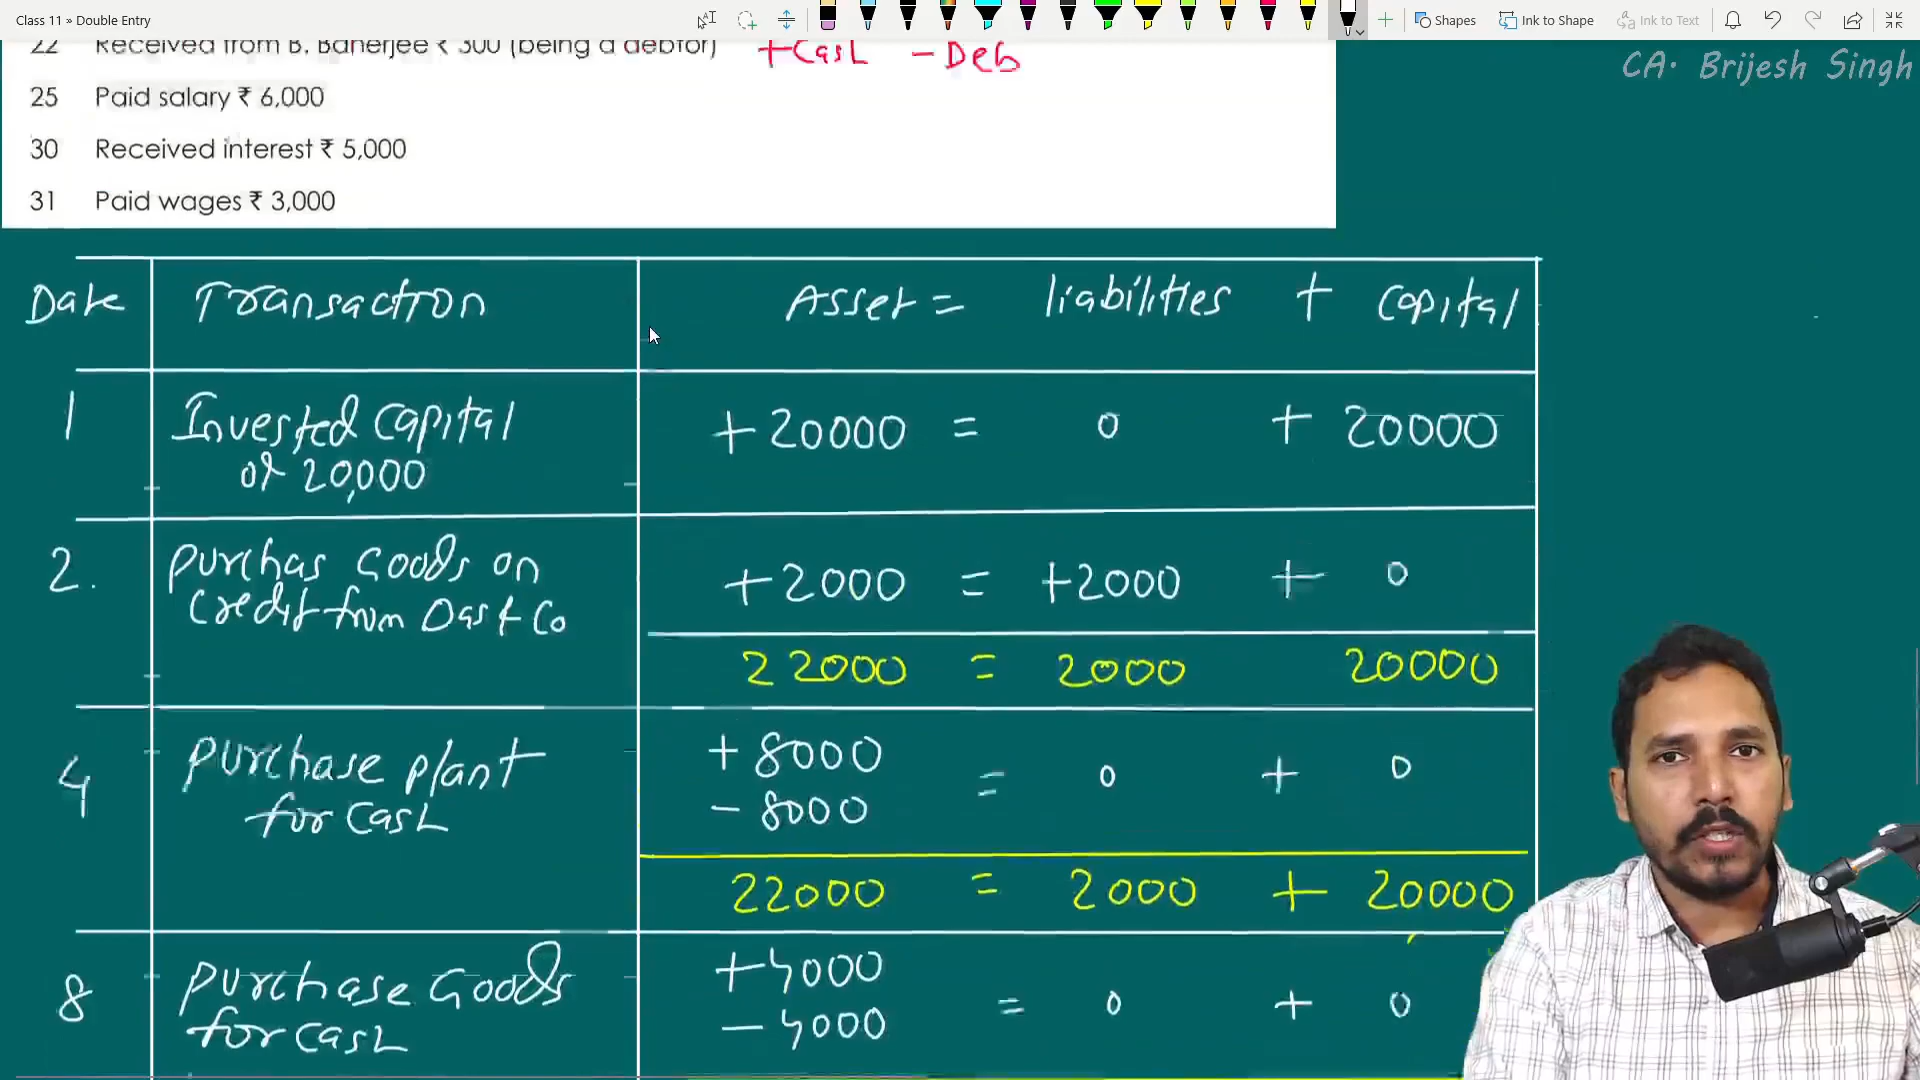 Class 11 » Double Entry
Shapes
Ink to Shape
Ink to Text
22 Received from B. Banerjee ₹ 300 (being a debtor) +Cash - Deb
CA. Brijesh Singh
25 Paid salary ₹ 6,000
30 Received interest ₹ 5,000
31 Paid wages ₹ 3,000
Date Transaction Asset = liabilities + Capital
1 Invested Capital +20000 = 0 + 20000
of 20,000
2. Purchas Goods on +2000 = +2000 + 0
Credit from Das & Co
22000 = 2000 20000
4 Purchase plant +8000 = 0 + 0
for Cash -8000
22000 = 2000 + 20000
8 Purchase Goods +4000 = 0 + 0
for Cash -4000